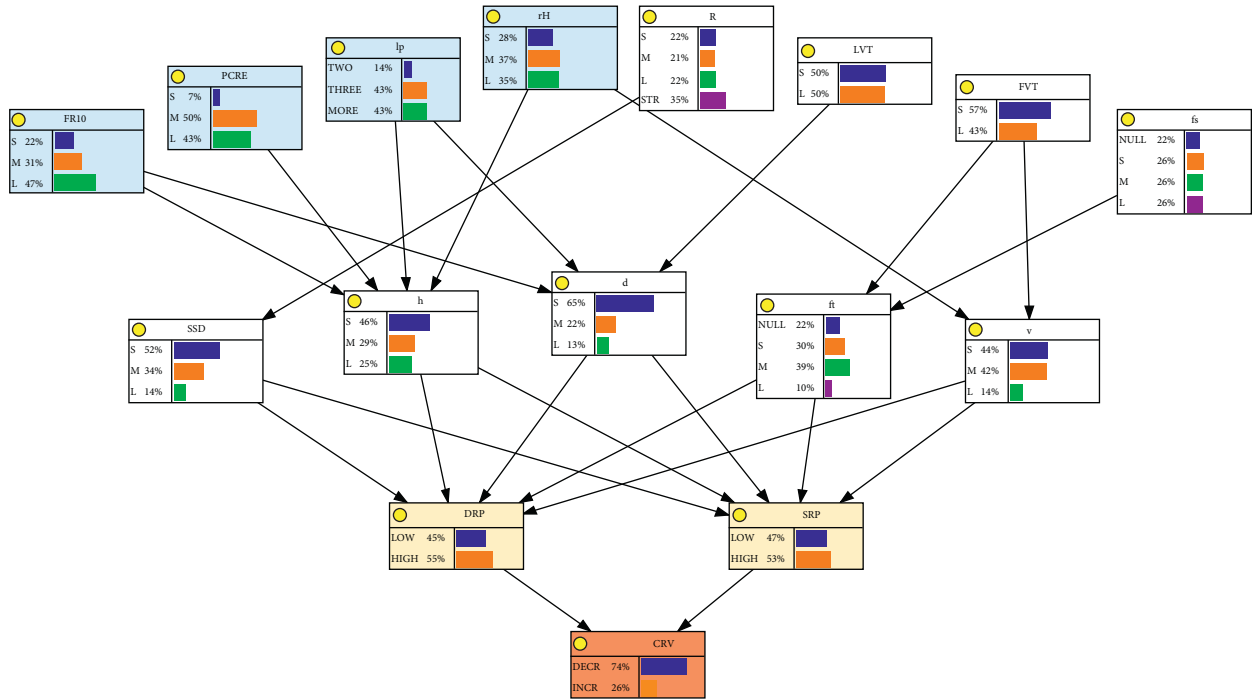 rH
S 28%
M 37%
L 35%
R
S 22%
M 21%
L 22%
STR 35%
lp
TWO 14%
THREE 43%
MORE 43%
LVT
S 50%
L 50%
PCRE
S 7%
M 50%
L 43%
FVT
S 57%
L 43%
FR10
S 22%
M 31%
L 47%
fs
NULL 22%
S 26%
M 26%
L 26%
d
S 65%
M 22%
L 13%
h
S 46%
M 29%
L 25%
ft
NULL 22%
S 30%
M 39%
L 10%
SSD
S 52%
M 34%
L 14%
v
S 44%
M 42%
L 14%
DRP
LOW 45%
HIGH 55%
SRP
LOW 47%
HIGH 53%
CRV
DECR 74%
INCR 26%